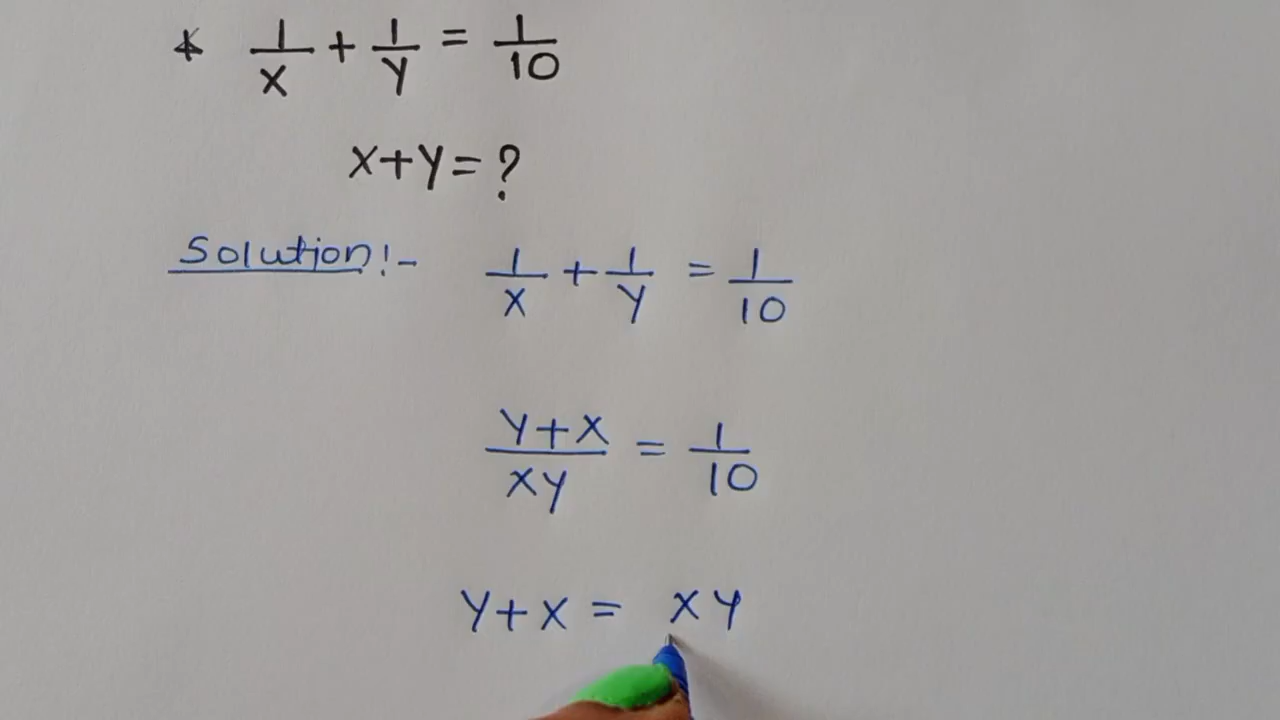 * 1/X + 1/Y = 1/10
X+Y=?
Solution:- 1/X + 1/Y = 1/10
Y+X/XY = 1/10
Y+X = XY